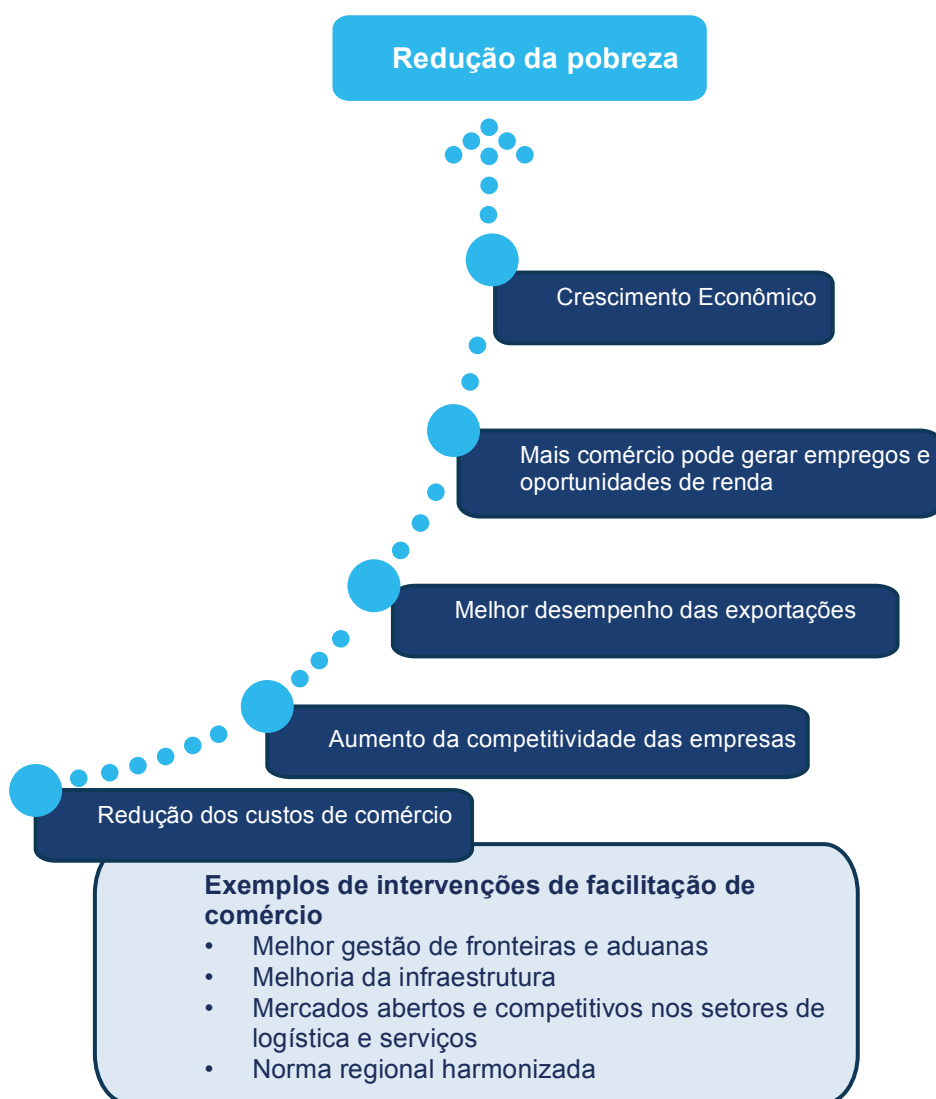 Redução da pobreza
Crescimento Econômico
Mais comércio pode gerar empregos e
oportunidades de renda
Melhor desempenho das exportações
Aumento da competitividade das empresas
Redução dos custos de comércio
Exemplos de intervenções de facilitação de
comércio
• Melhor gestão de fronteiras e aduanas
• Melhoria da infraestrutura
• Mercados abertos e competitivos nos setores de
logística e serviços
• Norma regional harmonizada